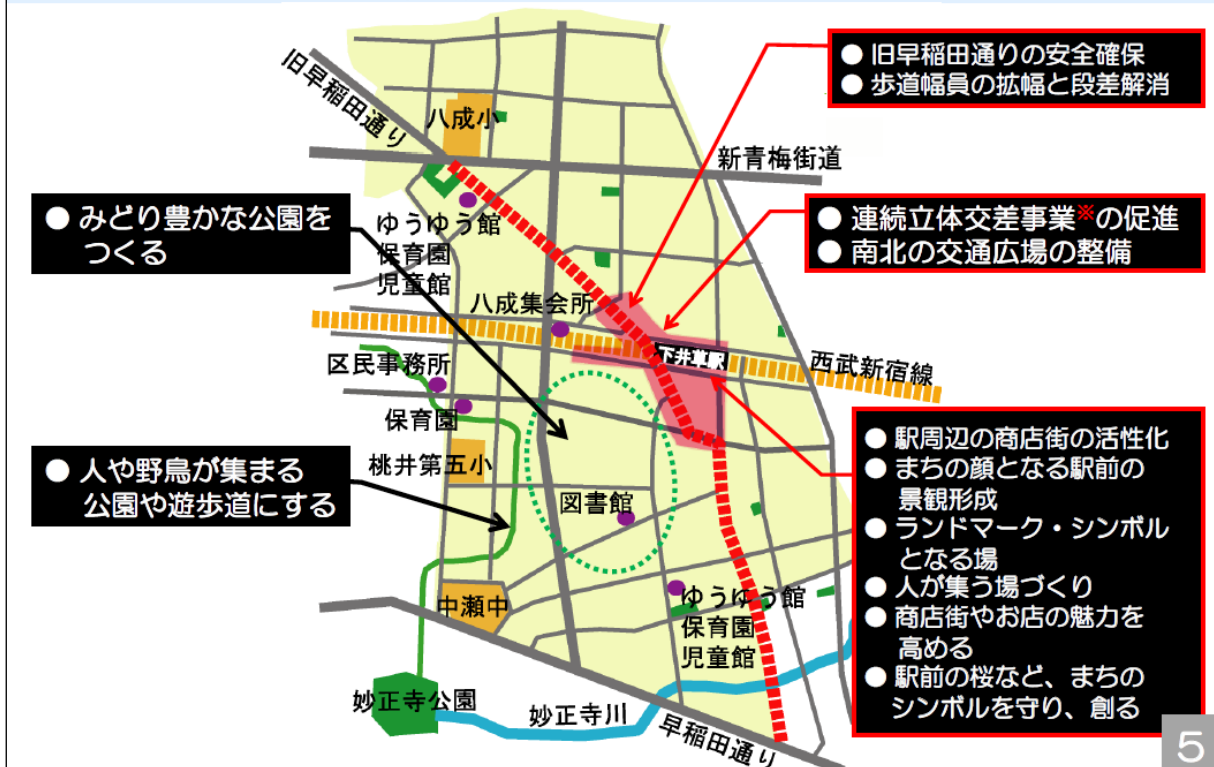 ● 旧早稲田通りの安全確保
● 歩道幅員の拡幅と段差解消
旧早稲田通り
八成小
新青梅街道
● みどり豊かな公園を
つくる
ゆうゆう館
保育園
児童館
● 連続立体交差事業※の促進
● 南北の交通広場の整備
八成集会所
下井草駅
西武新宿線
区民事務所
保育園
● 人や野鳥が集まる
公園や遊歩道にする
桃井第五小
図書館
● 駅周辺の商店街の活性化
● まちの顔となる駅前の
景観形成
● ランドマーク・シンボル
となる場
● 人が集う場づくり
● 商店街やお店の魅力を
高める
● 駅前の桜など、まちの
シンボルを守り、創る
中瀬中
ゆうゆう館
保育園
児童館
妙正寺公園
妙正寺川
早稲田通り
5